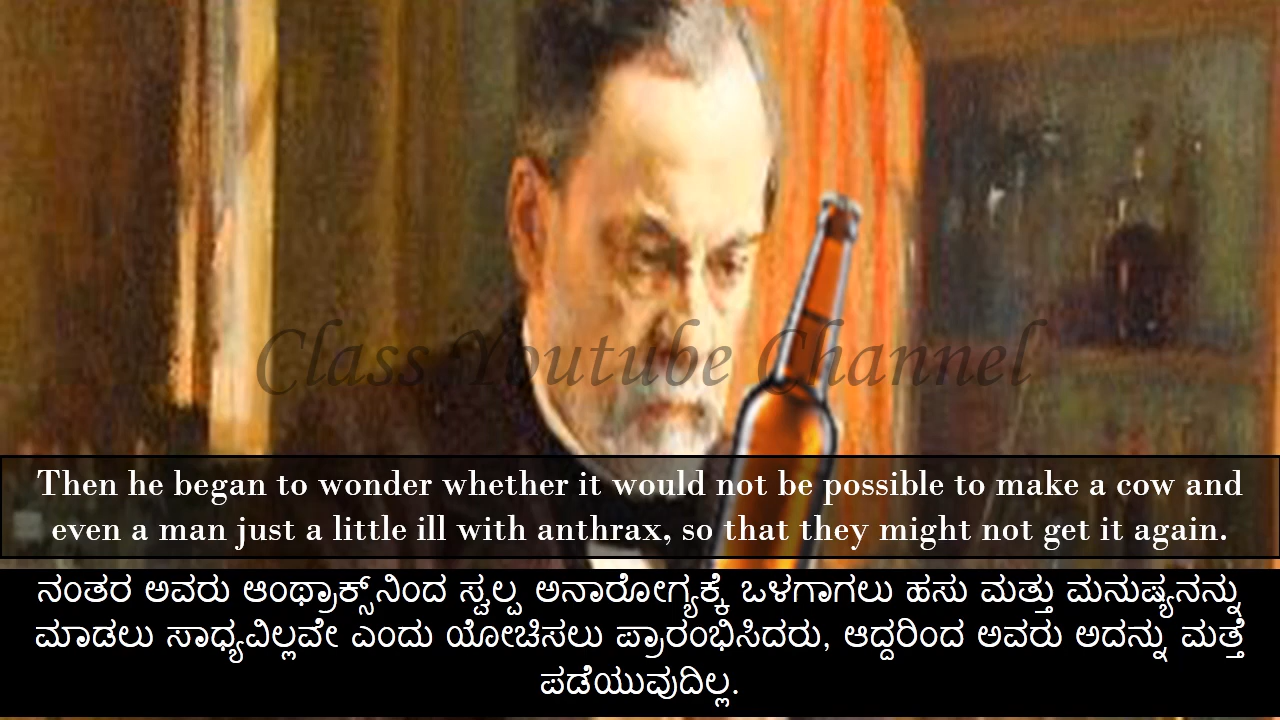 Class Youtube Channel
Then he began to wonder whether it would not be possible to make a cow and
even a man just a little ill with anthrax, so that they might not get it again.
ನಂತರ ಅವರು ಆಂಥ್ರಾಕ್ಸ್‌ನಿಂದ ಸ್ವಲ್ಪ ಅನಾರೋಗ್ಯಕ್ಕೆ ಒಳಗಾಗಲು ಹಸು ಮತ್ತು ಮನುಷ್ಯನನ್ನು
ಮಾಡಲು ಸಾಧ್ಯವಿಲ್ಲವೇ ಎಂದು ಯೋಚಿಸಲು ಪ್ರಾರಂಭಿಸಿದರು, ಆದ್ದರಿಂದ ಅವರು ಅದನ್ನು ಮತ್ತೆ
ಪಡೆಯುವುದಿಲ್ಲ.